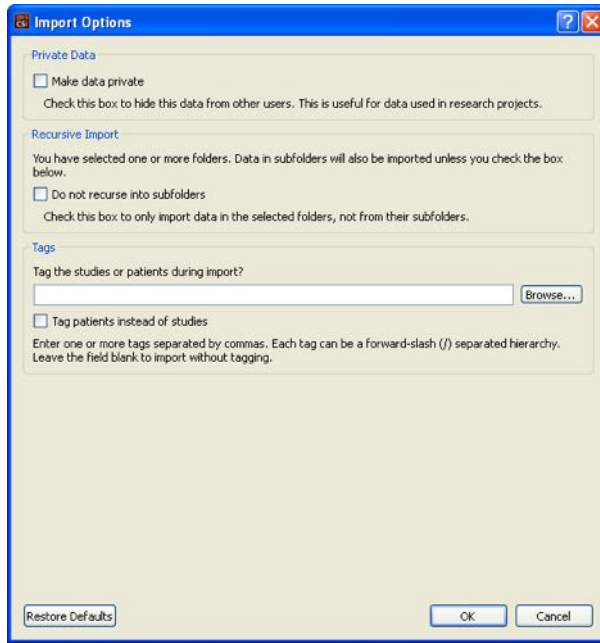 Import Options
Private Data
Make data private
Check this box to hide this data from other users. This is useful for data used in research projects.
Recursive Import
You have selected one or more folders. Data in subfolders will also be imported unless you check the box
below.
Do not recurse into subfolders
Check this box to only import data in the selected folders, not from their subfolders.
Tags
Tag the studies or patients during import?
Browse...
Tag patients instead of studies
Enter one or more tags separated by commas. Each tag can be a forward-slash (/) separated hierarchy.
Leave the field blank to import without tagging.
Restore Defaults OK Cancel